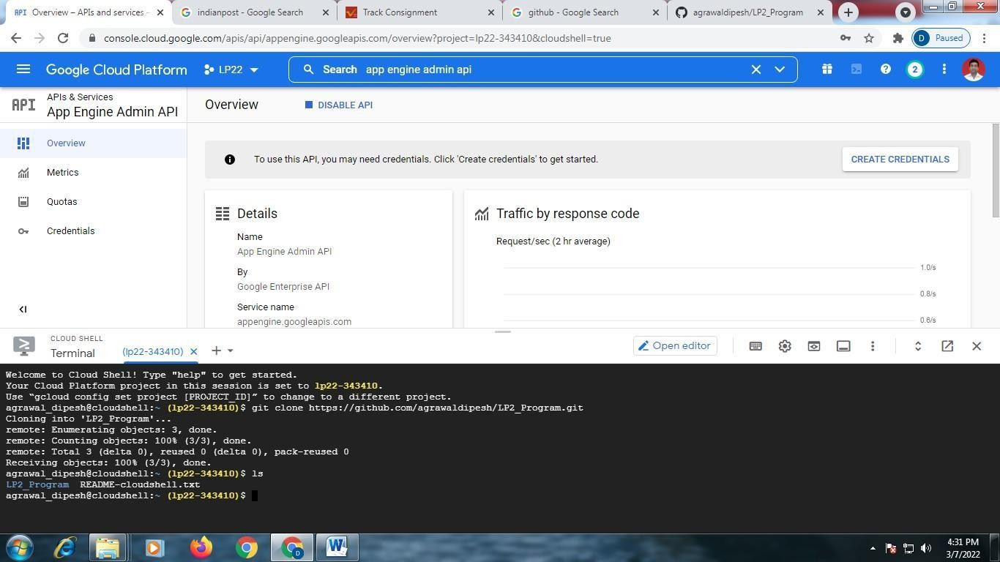 API Overview – APIs and services –
indianpost - Google Search
Track Consignment
github - Google Search
agrawaldipesh/LP2_Program
console.cloud.google.com/apis/api/appengine.googleapis.com/overview?project=lp22-343410&cloudshell=true
D Paused
Google Cloud Platform
LP22
Search app engine admin api
2
API
APIs & Services
App Engine Admin API
Overview
DISABLE API
Overview
Metrics
Quotas
Credentials
To use this API, you may need credentials. Click 'Create credentials' to get started.
CREATE CREDENTIALS
Details
Name
App Engine Admin API
By
Google Enterprise API
Service name
appengine.googleapis.com
Traffic by response code
Request/sec (2 hr average)
1.0/s
0.8/s
0.6/s
CLOUD SHELL
Terminal
(lp22-343410)
Open editor
Welcome to Cloud Shell! Type "help" to get started.
Your Cloud Platform project in this session is set to lp22-343410.
Use “gcloud config set project [PROJECT_ID]” to change to a different project.
agrawal_dipesh@cloudshell:~ (lp22-343410)$ git clone https://github.com/agrawaldipesh/LP2_Program.git
Cloning into 'LP2_Program'...
remote: Enumerating objects: 3, done.
remote: Counting objects: 100% (3/3), done.
remote: Total 3 (delta 0), reused 0 (delta 0), pack-reused 0
Receiving objects: 100% (3/3), done.
agrawal_dipesh@cloudshell:~ (lp22-343410)$ ls
LP2_Program  README-cloudshell.txt
agrawal_dipesh@cloudshell:~ (lp22-343410)$
D
4:31 PM
3/7/2022